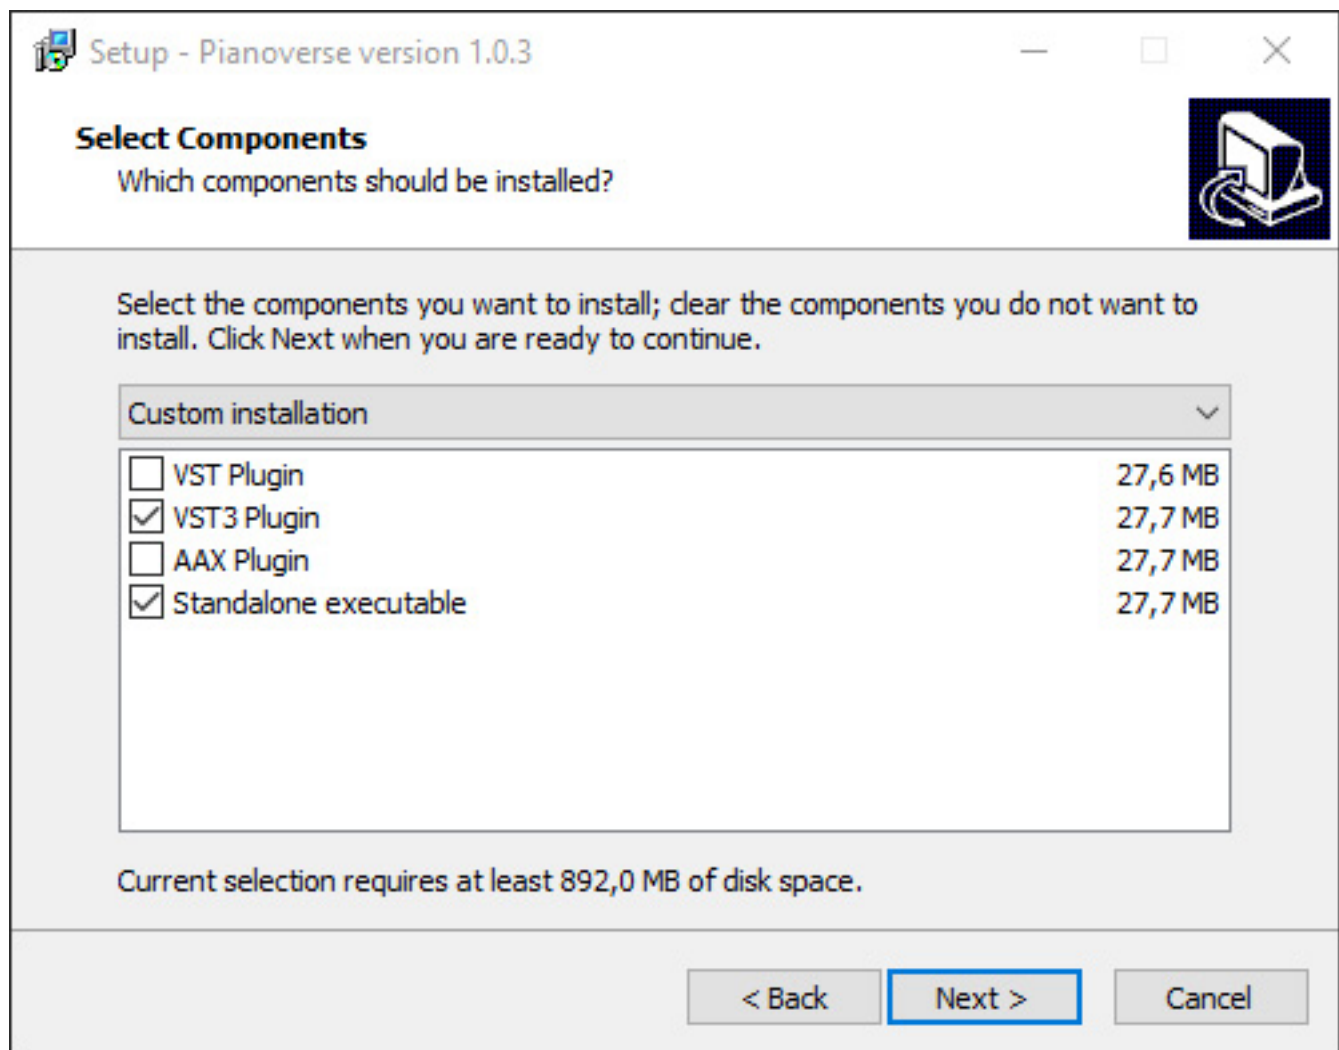 Setup - Pianoverse version 1.0.3
Select Components
Which components should be installed?
Select the components you want to install; clear the components you do not want to
install. Click Next when you are ready to continue.
Custom installation
VST Plugin 27,6 MB
VST3 Plugin 27,7 MB
AAX Plugin 27,7 MB
Standalone executable 27,7 MB
Current selection requires at least 892,0 MB of disk space.
< Back Next > Cancel